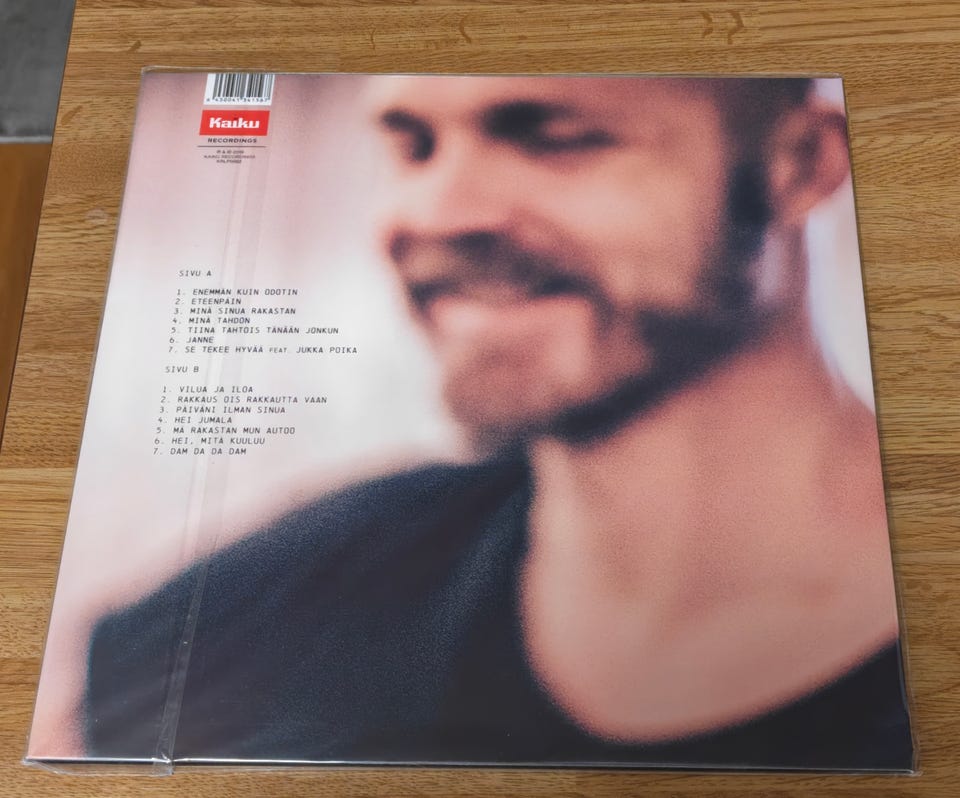 Kaiku
RECORDINGS
KAIKU RECORDINGS
SIVU A
1. ENEMMÄN KUIN ODOTIN
2. ETEENPÄIN
3. MINÄ SINUA RAKASTAN
4. MINÄ TAHDON
5. TIINA TAHTOIS TÄNÄÄN JONKUN
6. JANNE
7. SE TEKEE HYVÄÄ FEAT. JUKKA POIKA
SIVU B
1. VILUA JA ILOA
2. RAKKAUS OIS RAKKAUTTA VAAN
3. PÄIVÄNI ILMAN SINUA
4. HEI JUMALA
5. MÄ RAKASTAN MUN AUTOO
6. HEI, MITÄ KUULUU
7. DAM DA DA DAM